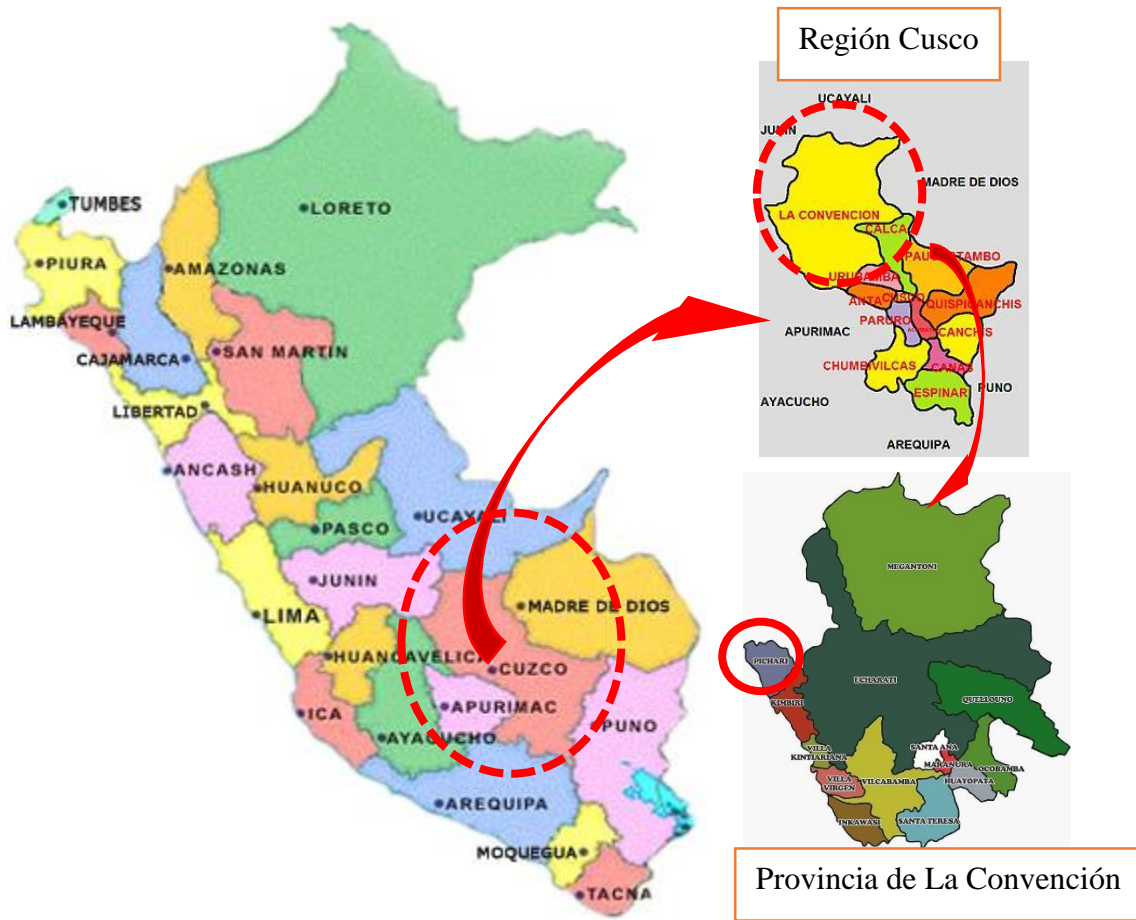 TUMBES
LORETO
PIURA
AMAZONAS
LAMBAYEQUE
SAN MARTIN
CAJAMARCA
LIBERTAD
ANCASH
HUANUCO
UCAYALI
PASCO
JUNIN
LIMA
MADRE DE DIOS
HUANCAVELICA
CUZCO
ICA
APURIMAC
PUNO
AYACUCHO
AREQUIPA
MOQUEGUA
TACNA
Región Cusco
UCAYALI
JUNIN
MADRE DE DIOS
LA CONVENCION
CALCA
PAUCARTAMBO
URUBAMBA
ANTA
CUSCO
QUISPICANCHIS
PARURO
APURIMAC
CANCHIS
CHUMBIVILCAS
CANAS
PUNO
ESPINAR
AYACUCHO
AREQUIPA
MEGANTONI
PICHARI
ECHARATI
KIMBIRI
QUELLOUNO
VILLA
KINTIARIANA
SANTA ANA
MARANURA
OCOBAMBA
HUAYOPATA
VILLA
VIRGEN
VILCABAMBA
INKAWASI
SANTA TERESA
Provincia de La Convención